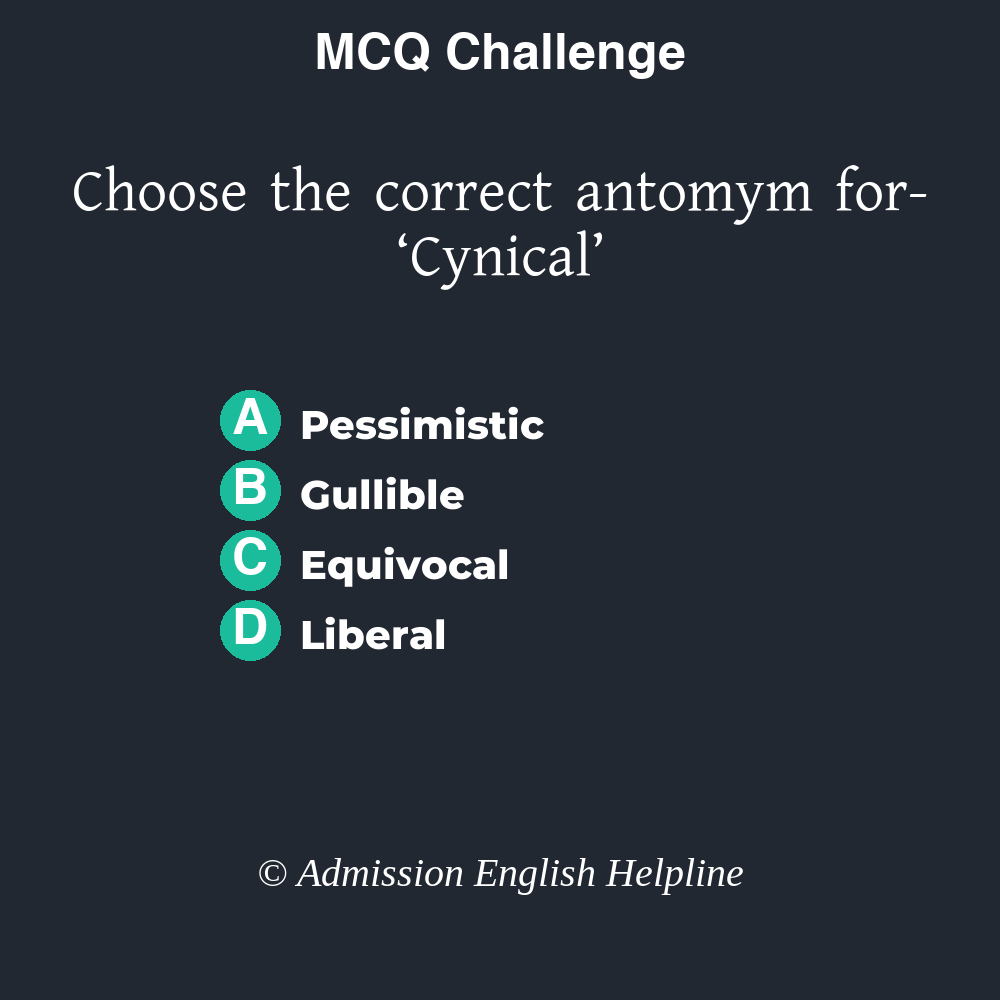 MCQ Challenge
Choose the correct antomym for-
‘Cynical’
A Pessimistic
B Gullible
C Equivocal
D Liberal
© Admission English Helpline